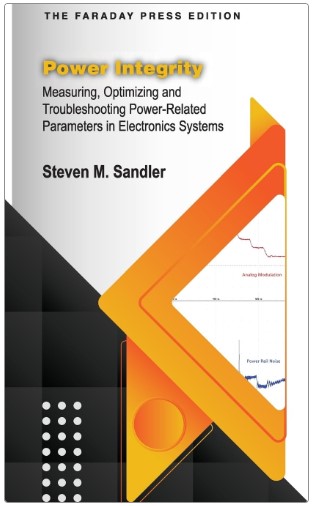 THE FARADAY PRESS EDITION
Power Integrity
Measuring, Optimizing and
Troubleshooting Power-Related
Parameters in Electronics Systems
Steven M. Sandler
Analog Modulation
Power Rail Noise